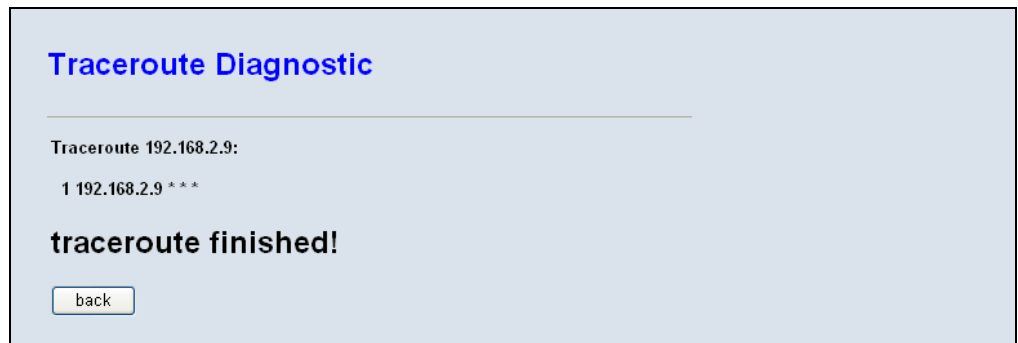 Traceroute Diagnostic
Traceroute 192.168.2.9:
1 192.168.2.9 * * *
traceroute finished!
back